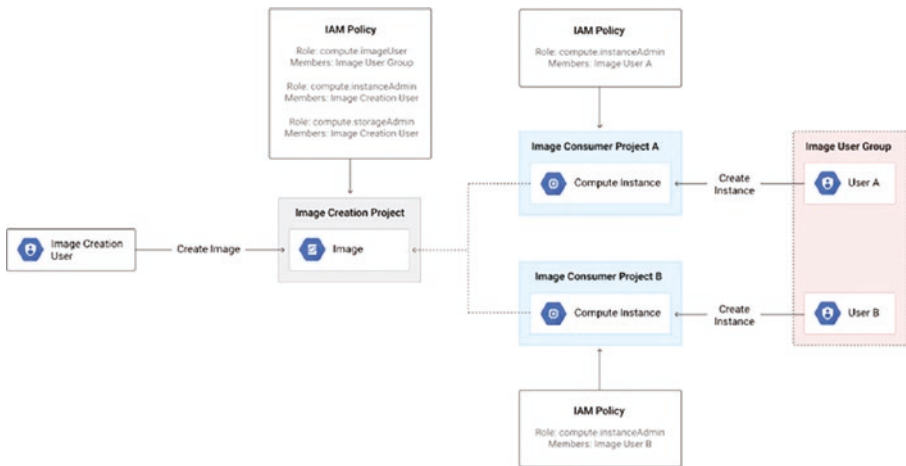 IAM Policy
Role: compute.imageUser
Members: Image User Group
Role: compute.instanceAdmin
Members: Image Creation User
Role: compute.storageAdmin
Members: Image Creation User
IAM Policy
Role: compute.instanceAdmin
Members: Image User A
Image Consumer Project A
Compute Instance
Create
Instance
Image User Group
User A
Image Creation Project
Image
Image Creation
User
Create Image
Image Consumer Project B
Compute Instance
Create
Instance
User B
IAM Policy
Role: compute.instanceAdmin
Members: Image User B